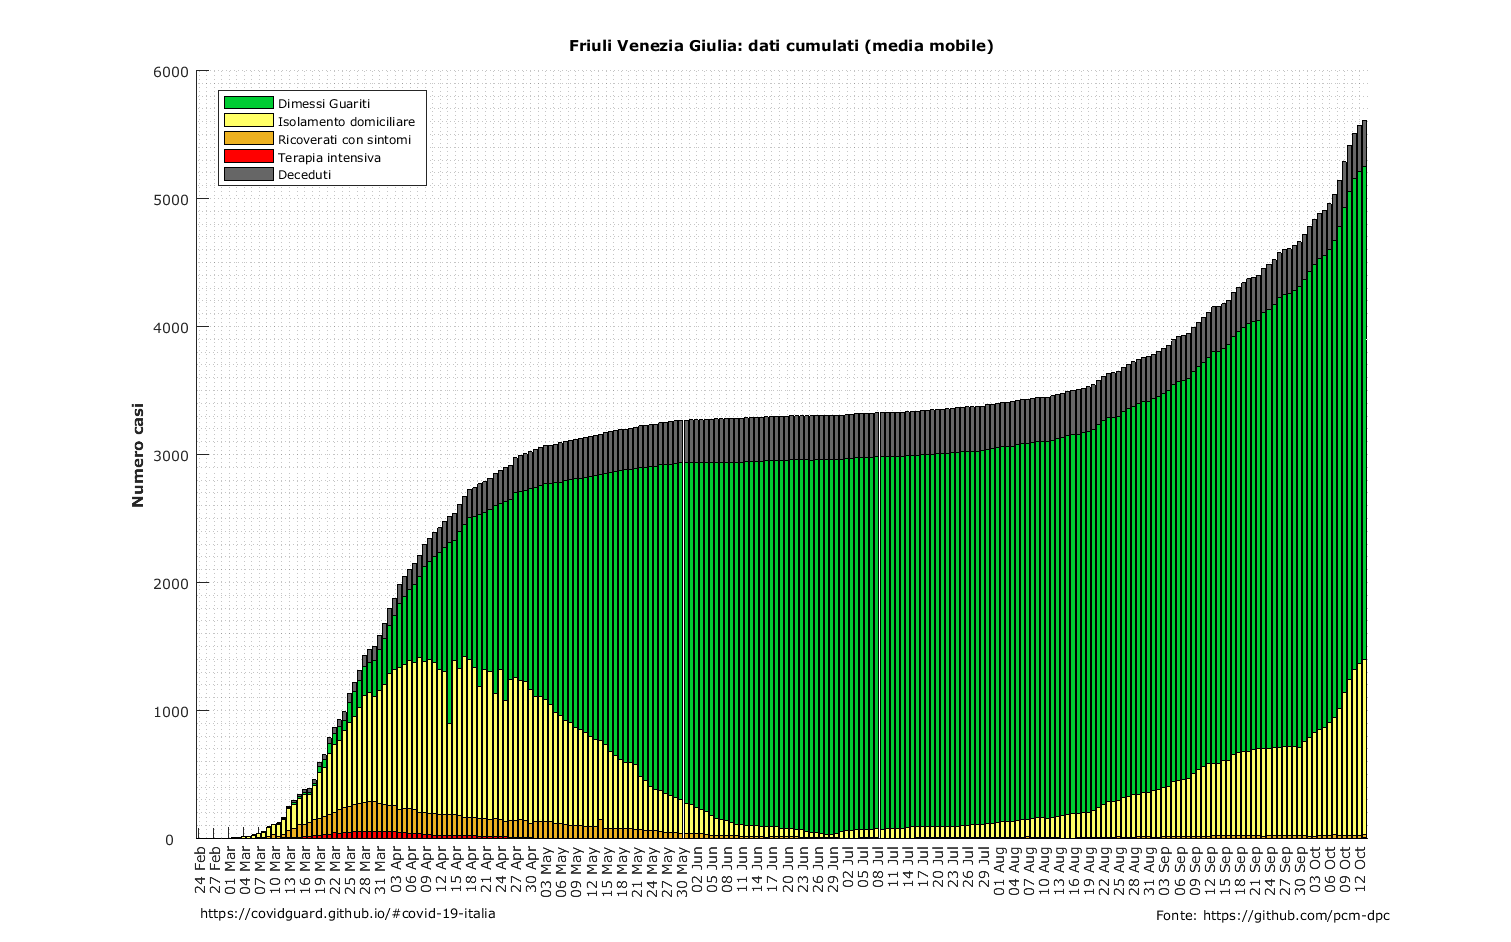 Friuli Venezia Giulia: dati cumulati (media mobile)
6000
5000
4000
3000
2000
1000
0
Numero casi
Dimessi Guariti
Isolamento domiciliare
Ricoverati con sintomi
Terapia intensiva
Deceduti
24 Feb
27 Feb
01 Mar
04 Mar
07 Mar
10 Mar
13 Mar
16 Mar
19 Mar
22 Mar
25 Mar
28 Mar
31 Mar
03 Apr
06 Apr
09 Apr
12 Apr
15 Apr
18 Apr
21 Apr
24 Apr
27 Apr
30 Apr
03 May
06 May
09 May
12 May
15 May
18 May
21 May
24 May
27 May
30 May
02 Jun
05 Jun
08 Jun
11 Jun
14 Jun
17 Jun
20 Jun
23 Jun
26 Jun
29 Jun
02 Jul
05 Jul
08 Jul
11 Jul
14 Jul
17 Jul
20 Jul
23 Jul
26 Jul
29 Jul
01 Aug
04 Aug
07 Aug
10 Aug
13 Aug
16 Aug
19 Aug
22 Aug
25 Aug
28 Aug
31 Aug
03 Sep
06 Sep
09 Sep
12 Sep
15 Sep
18 Sep
21 Sep
24 Sep
27 Sep
30 Sep
03 Oct
06 Oct
09 Oct
12 Oct
https://covidguard.github.io/#covid-19-italia
Fonte: https://github.com/pcm-dpc